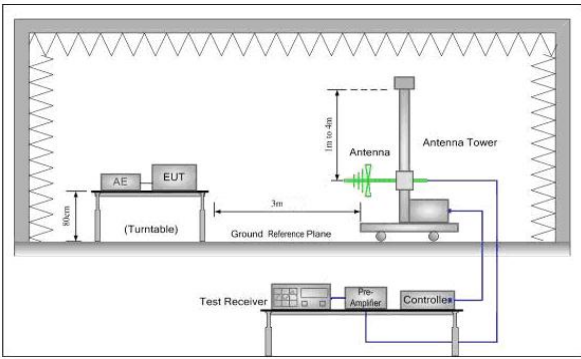 1m to 4m
Antenna
Antenna Tower
AE
EUT
80cm
3m
(Turntable)
Ground Reference Plane
Test Receiver
Pre-
Amplifier
Controller